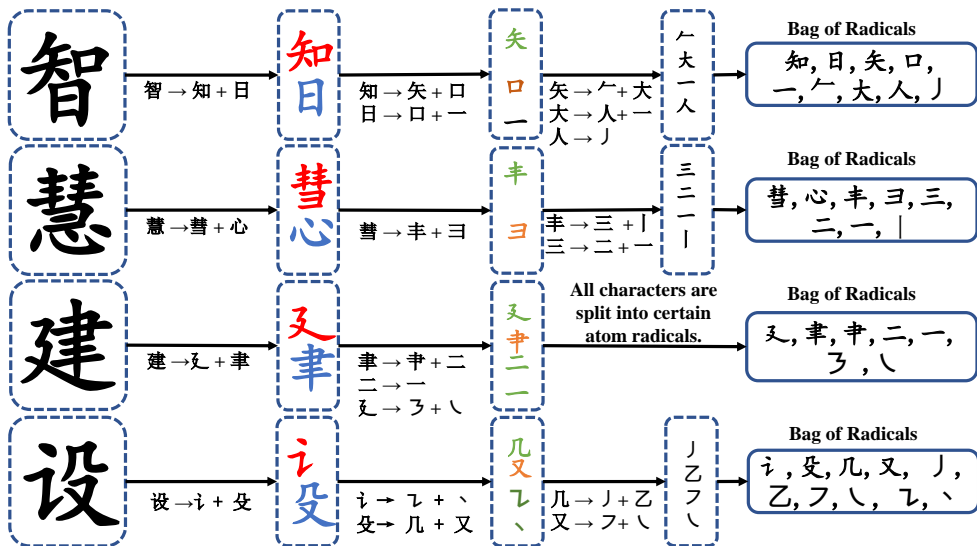 智
智 → 知 + 日
知
日
知 → 矢 + 口
日 → 口 + 一
矢
口
一
矢 → 𠂉 + 大
大 → 人 + 一
人 → 丿
𠂉
大
一
人
Bag of Radicals
知, 日, 矢, 口,
一, 𠂉, 大, 人, 丿
慧
慧 → 彗 + 心
彗
心
彗 → 丰 + 彐
丰
彐
丰 → 三 + 丨
三 → 二 + 一
三
二
一
丨
Bag of Radicals
彗, 心, 丰, 彐, 三,
二, 一, 丨
建
建 → 廴 + 聿
廴
聿
聿 → 肀 + 二
二 → 一
廴 → ㇋ + ㇏
廴
肀
二
一
All characters are
split into certain
atom radicals.
Bag of Radicals
廴, 聿, 肀, 二, 一,
㇋, ㇏
设
设 → 讠 + 殳
讠
殳
讠 → ㇊ + 丶
殳 → 几 + 又
几
又
㇊
丶
几 → 丿 + 乙
又 → ㇇ + ㇏
丿
乙
㇇
㇏
Bag of Radicals
讠, 殳, 几, 又, 丿,
乙, ㇇, ㇏, ㇊, 丶